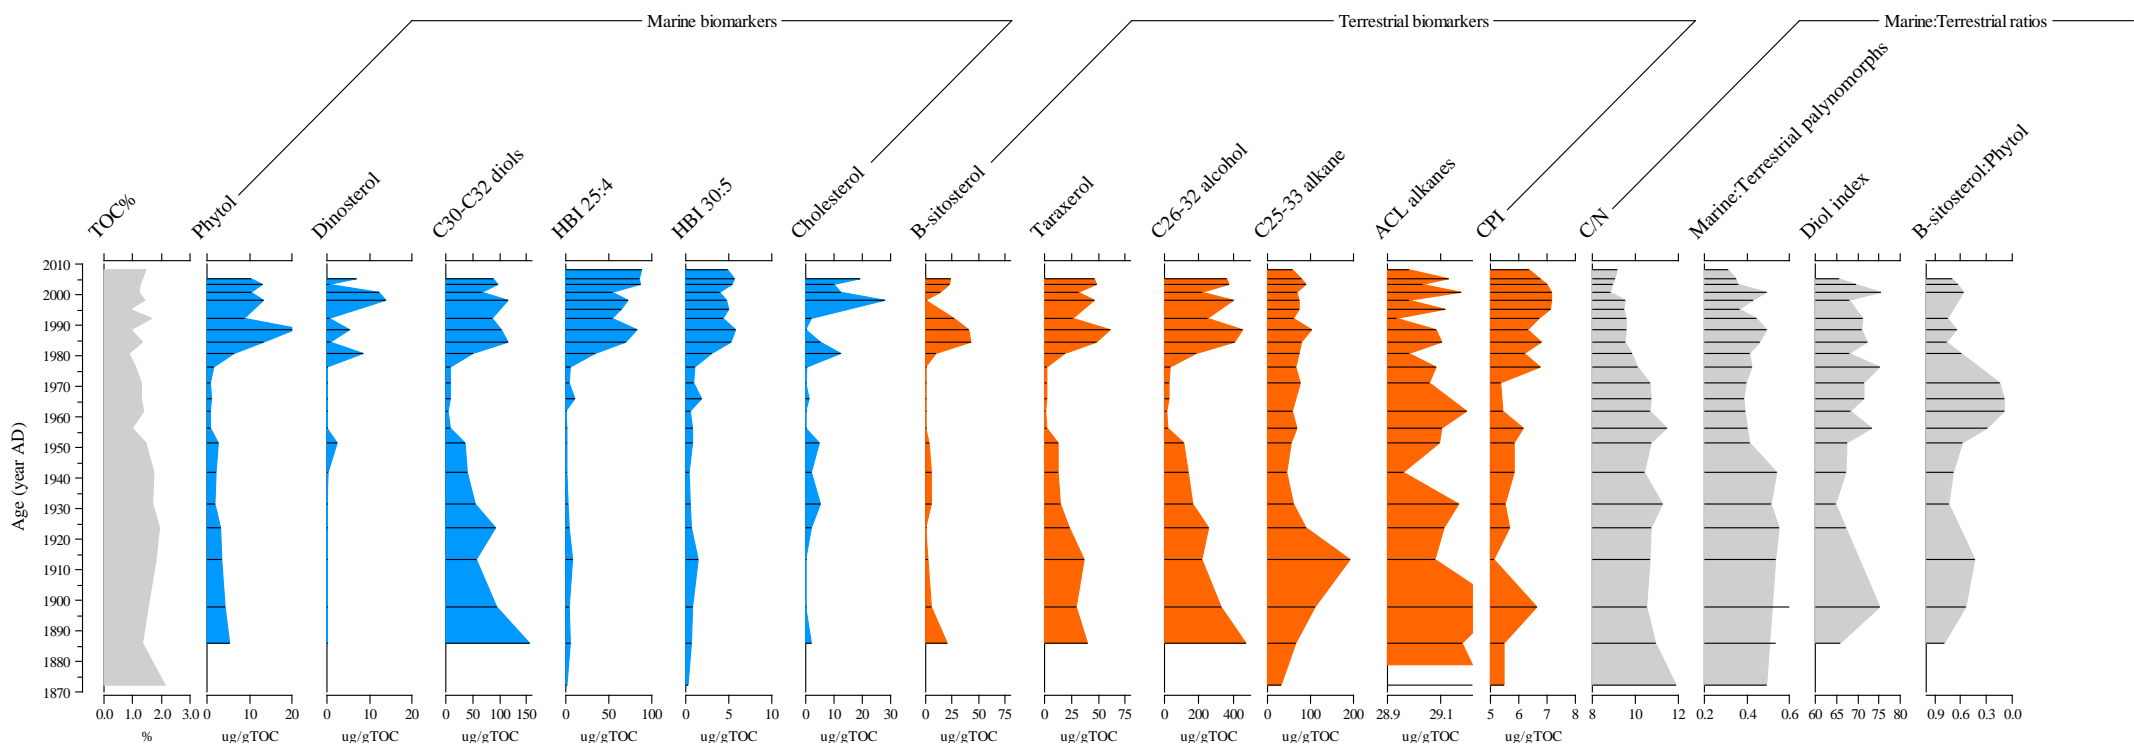 Marine biomarkers
Terrestrial biomarkers
Marine:Terrestrial ratios
TOC%
Phytol
Dinosterol
C30-C32 diols
HBI 25:4
HBI 30:5
Cholesterol
B-sitosterol
Taraxerol
C26-32 alcohol
C25-33 alkane
ACL alkanes
CPI
C/N
Marine:Terrestrial palynomorphs
Diol index
B-sitosterol:Phytol
Age (year AD)
2010
2000
1990
1980
1970
1960
1950
1940
1930
1920
1910
1900
1890
1880
1870
0.0 1.0 2.0 3.0 0 10 20 0 10 20 0 50 100 150 0 50 100 0 5 10 0 10 20 30 0 25 50 75 0 25 50 75 0 200 400 0 100 200 28.9 29.1 5 6 7 8 8 10 12 0.2 0.4 0.6 60 65 70 75 80 0.9 0.6 0.3 0.0
% ug/gTOC ug/gTOC ug/gTOC ug/gTOC ug/gTOC ug/gTOC ug/gTOC ug/gTOC ug/gTOC ug/gTOC ug/gTOC ug/gTOC